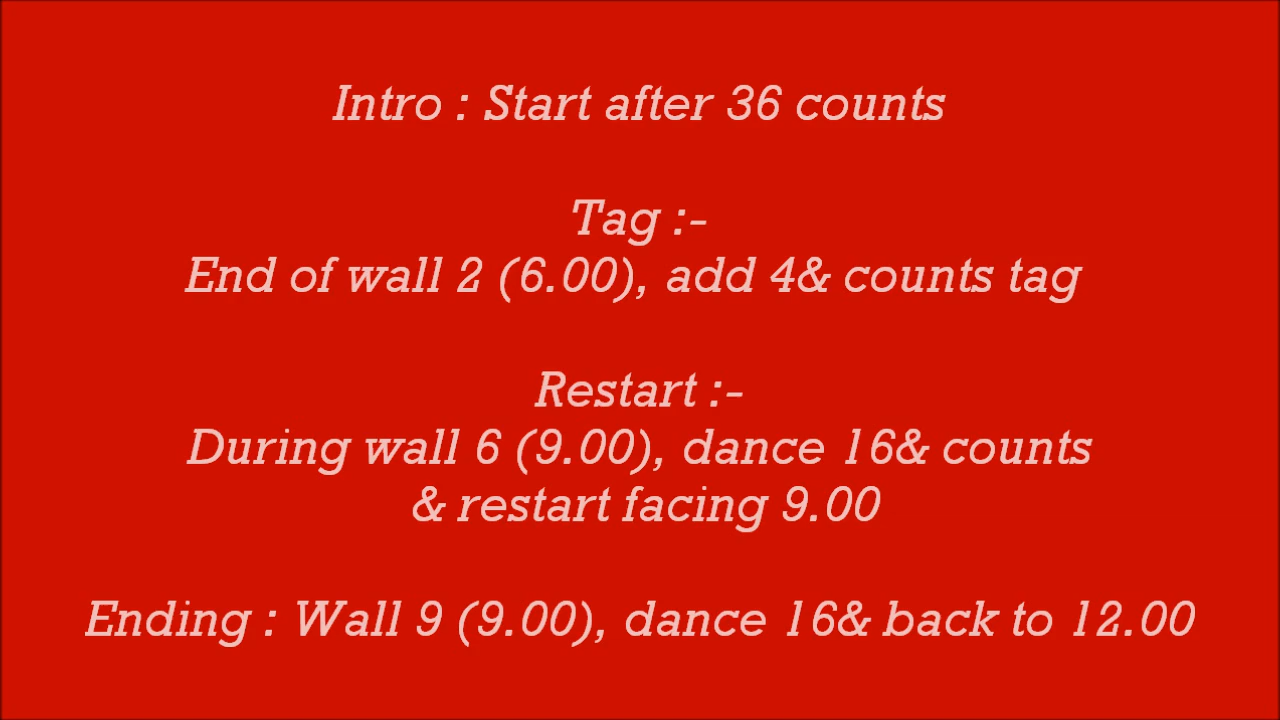 Intro : Start after 36 counts
Tag :-
End of wall 2 (6.00), add 4& counts tag
Restart :-
During wall 6 (9.00), dance 16& counts
& restart facing 9.00
Ending : Wall 9 (9.00), dance 16& back to 12.00